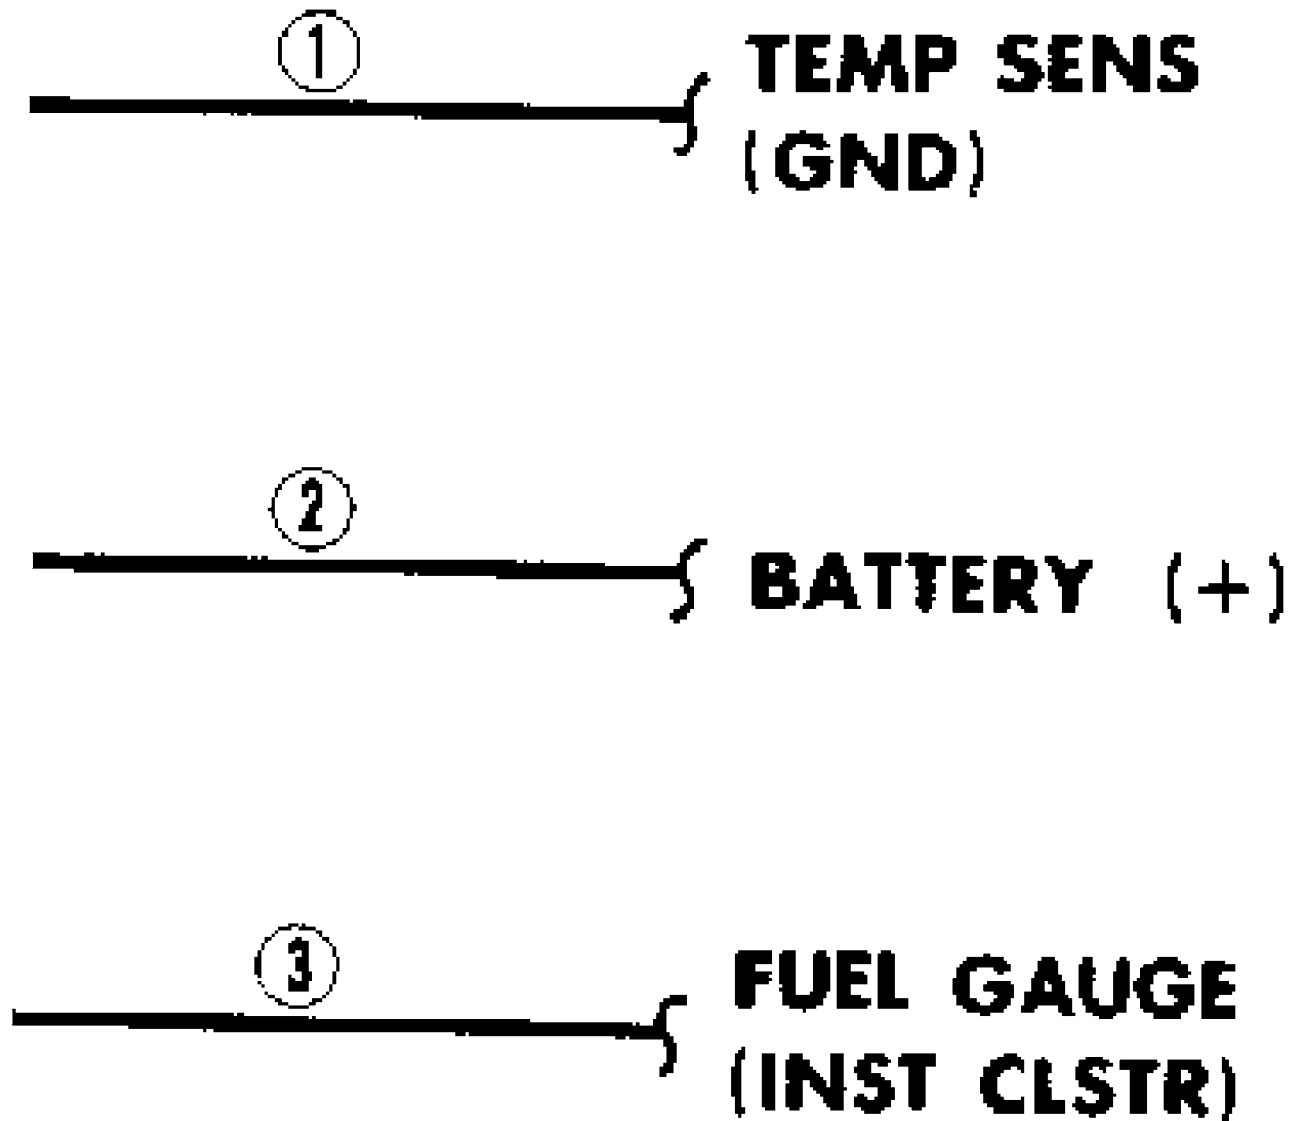 ①
TEMP SENS
(GND)
②
BATTERY (+)
③
FUEL GAUGE
(INST CLSTR)